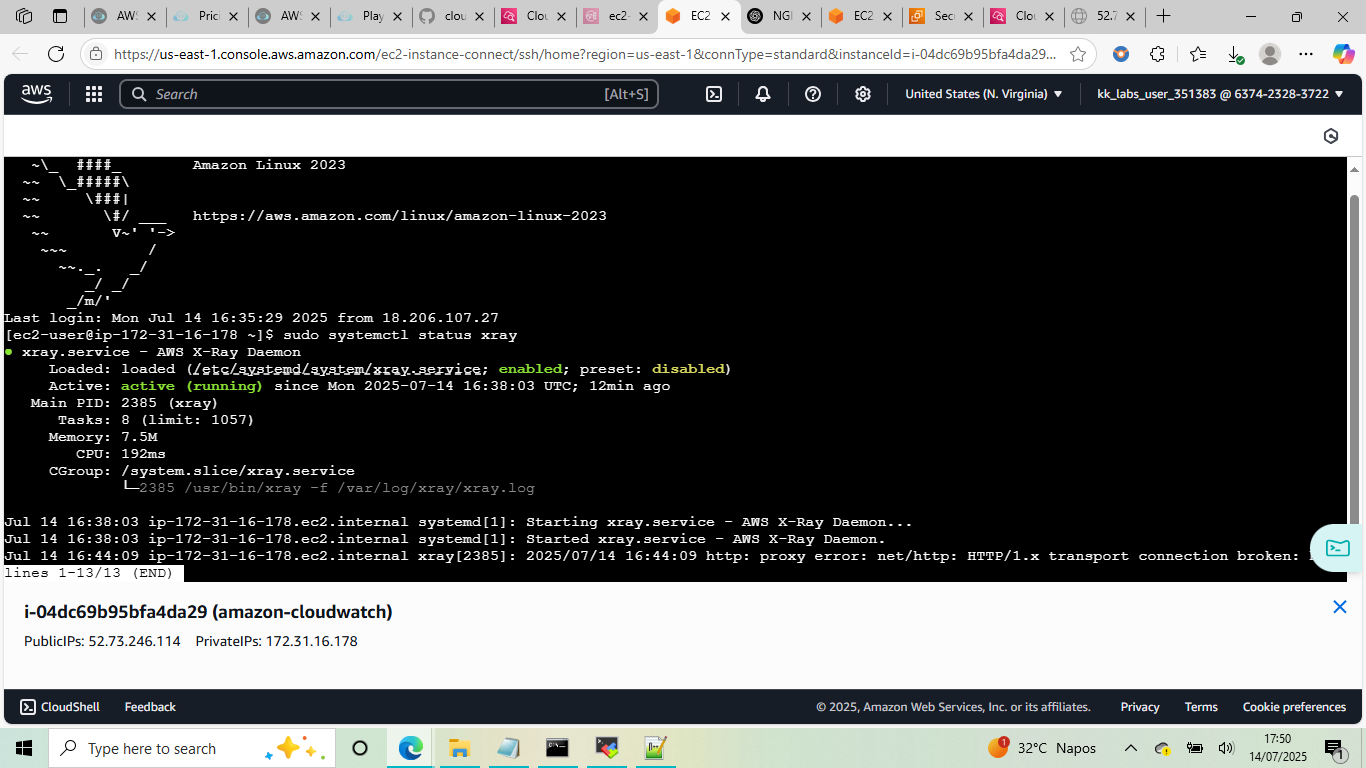 AWS
Prici
AWS
Play
clou
Clou
ec2-
EC2
NGI
EC2
Secu
Clou
52.7
https://us-east-1.console.aws.amazon.com/ec2-instance-connect/ssh/home?region=us-east-1&connType=standard&instanceId=i-04dc69b95bfa4da29...
aws
Search
[Alt+S]
United States (N. Virginia)
kk_labs_user_351383 @ 6374-2328-3722
~\_ ####_ Amazon Linux 2023
~~ \_#####\
~~ \###|
~~ \#/ ___ https://aws.amazon.com/linux/amazon-linux-2023
~~ V~' '->
~~~ /
~~._. _/
_/ _/
_/m/'
Last login: Mon Jul 14 16:35:29 2025 from 18.206.107.27
[ec2-user@ip-172-31-16-178 ~]$ sudo systemctl status xray
● xray.service - AWS X-Ray Daemon
Loaded: loaded (/etc/systemd/system/xray.service; enabled; preset: disabled)
Active: active (running) since Mon 2025-07-14 16:38:03 UTC; 12min ago
Main PID: 2385 (xray)
Tasks: 8 (limit: 1057)
Memory: 7.5M
CPU: 192ms
CGroup: /system.slice/xray.service
└─2385 /usr/bin/xray -f /var/log/xray/xray.log
Jul 14 16:38:03 ip-172-31-16-178.ec2.internal systemd[1]: Starting xray.service - AWS X-Ray Daemon...
Jul 14 16:38:03 ip-172-31-16-178.ec2.internal systemd[1]: Started xray.service - AWS X-Ray Daemon.
Jul 14 16:44:09 ip-172-31-16-178.ec2.internal xray[2385]: 2025/07/14 16:44:09 http: proxy error: net/http: HTTP/1.x transport connection broken:
lines 1-13/13 (END)
i-04dc69b95bfa4da29 (amazon-cloudwatch)
PublicIPs: 52.73.246.114 PrivateIPs: 172.31.16.178
CloudShell
Feedback
© 2025, Amazon Web Services, Inc. or its affiliates.
Privacy
Terms
Cookie preferences
Type here to search
1
32°C Napos
17:50
14/07/2025
1